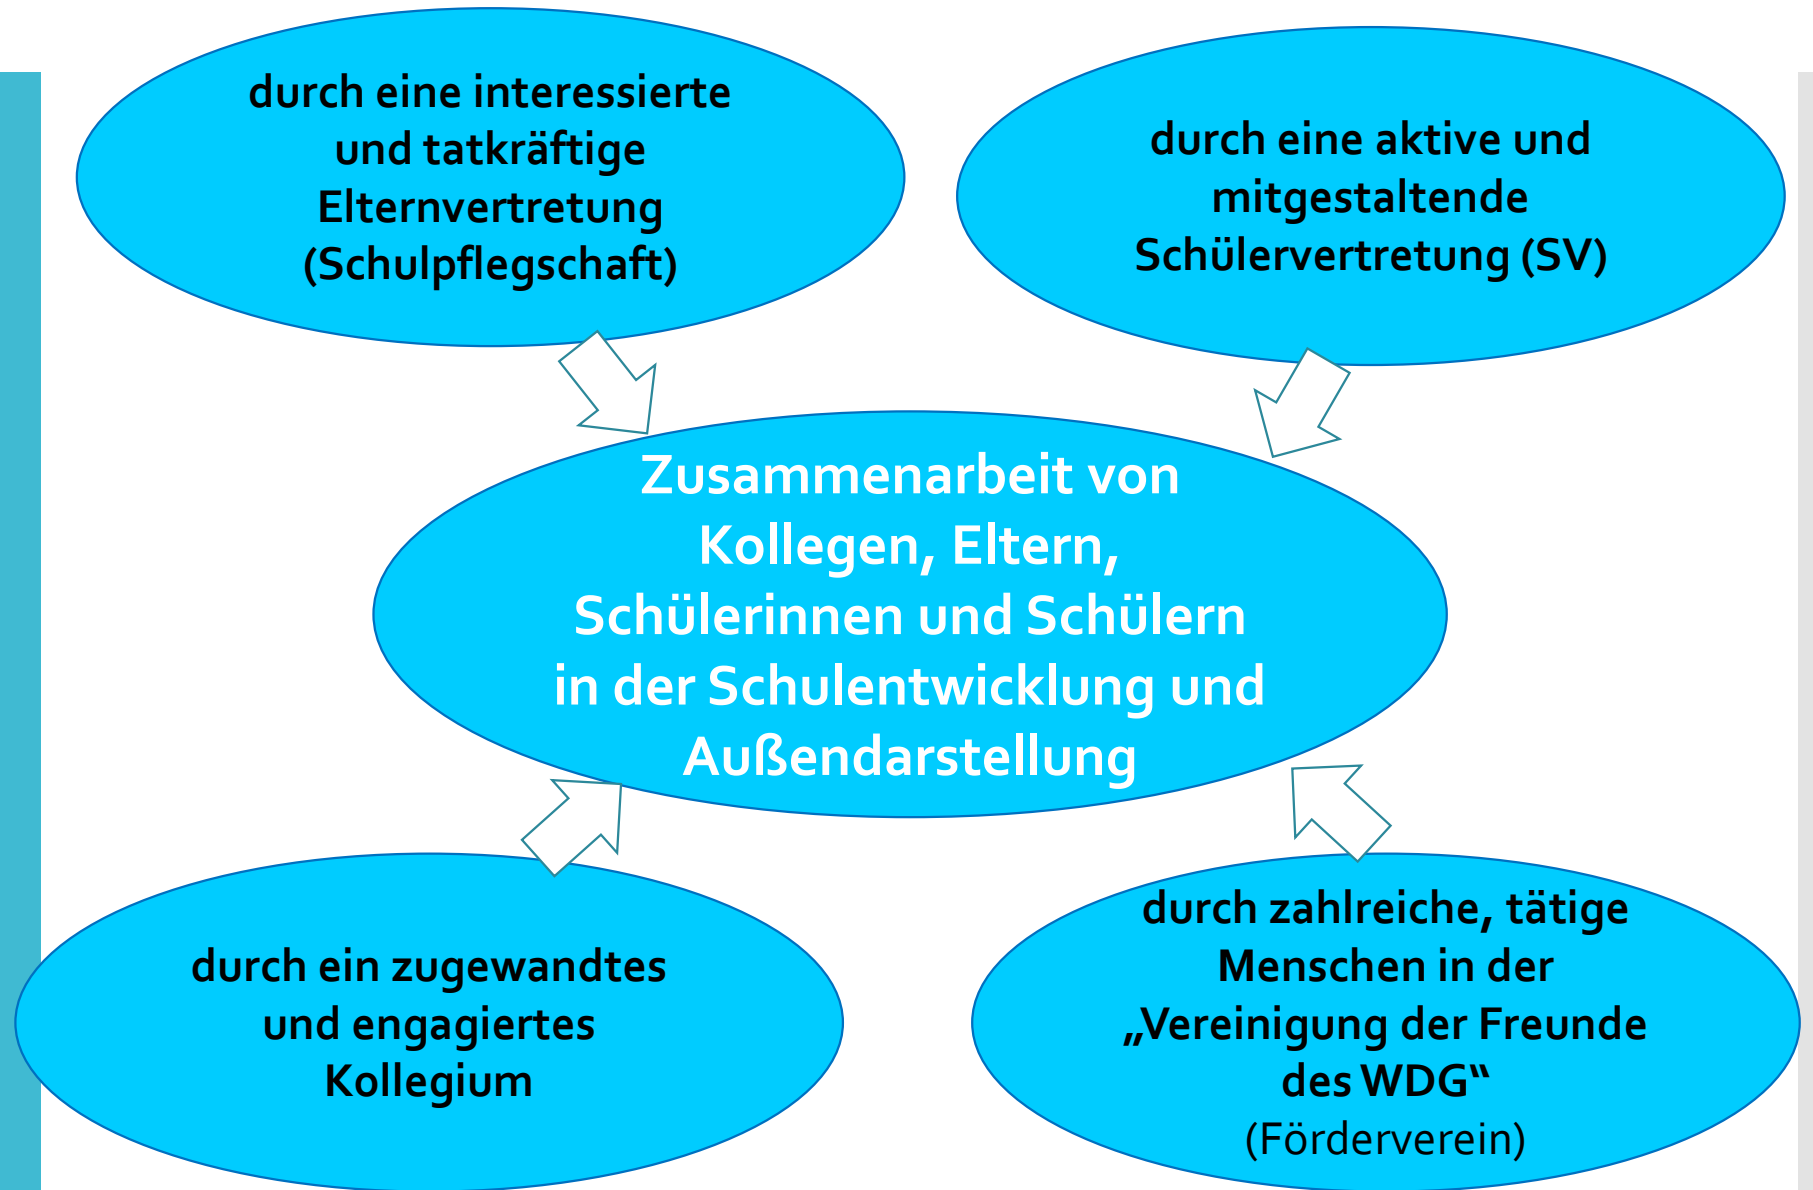 durch eine interessierte
und tatkräftige
Elternvertretung
(Schulpflegschaft)
durch eine aktive und
mitgestaltende
Schülervertretung (SV)
Zusammenarbeit von
Kollegen, Eltern,
Schülerinnen und Schülern
in der Schulentwicklung und
Außendarstellung
durch ein zugewandtes
und engagiertes
Kollegium
durch zahlreiche, tätige
Menschen in der
„Vereinigung der Freunde
des WDG“
(Förderverein)